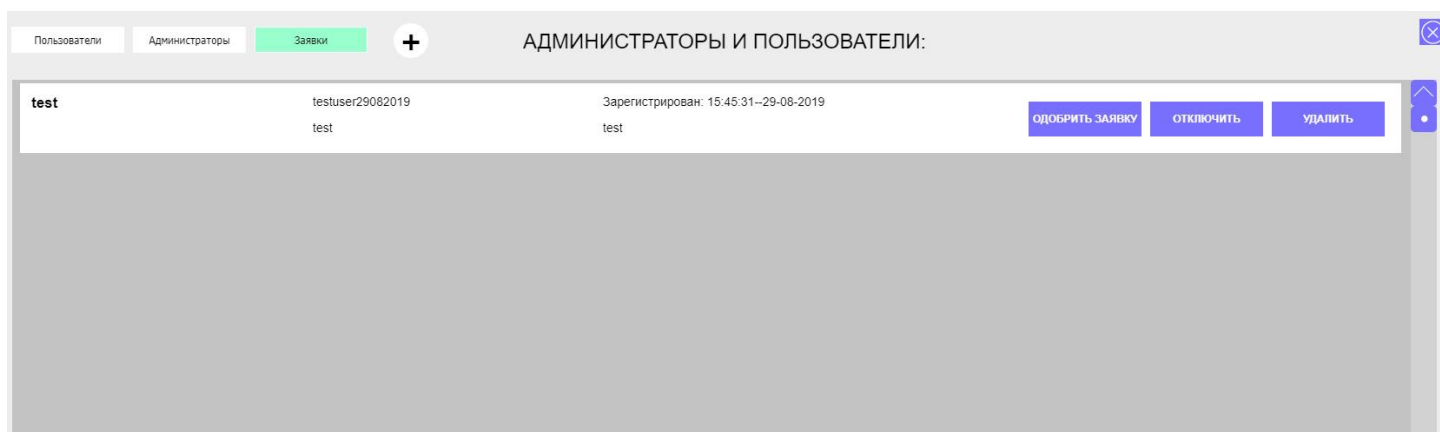 Пользователи Администраторы Заявки + АДМИНИСТРАТОРЫ И ПОЛЬЗОВАТЕЛИ:
test testuser29082019 Зарегистрирован: 15:45:31--29-08-2019
test test
ОДОБРИТЬ ЗАЯВКУ ОТКЛЮЧИТЬ УДАЛИТЬ